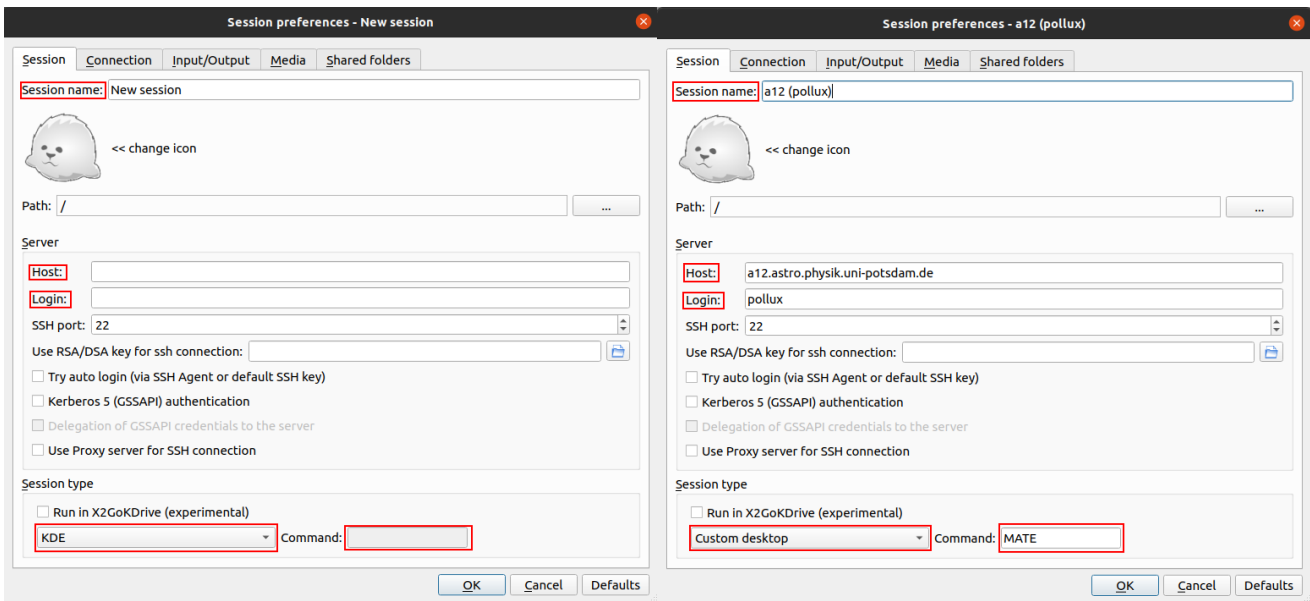 Session preferences - New session
Session Connection Input/Output Media Shared folders
Session name: New session
<< change icon
Path: / ...
Server
Host:
Login:
SSH port: 22
Use RSA/DSA key for ssh connection:
Try auto login (via SSH Agent or default SSH key)
Kerberos 5 (GSSAPI) authentication
Delegation of GSSAPI credentials to the server
Use Proxy server for SSH connection
Session type
Run in X2GoKDrive (experimental)
KDE Command:
OK Cancel Defaults
Session preferences - a12 (pollux)
Session Connection Input/Output Media Shared folders
Session name: a12 (pollux)
<< change icon
Path: / ...
Server
Host: a12.astro.physik.uni-potsdam.de
Login: pollux
SSH port: 22
Use RSA/DSA key for ssh connection:
Try auto login (via SSH Agent or default SSH key)
Kerberos 5 (GSSAPI) authentication
Delegation of GSSAPI credentials to the server
Use Proxy server for SSH connection
Session type
Run in X2GoKDrive (experimental)
Custom desktop Command: MATE
OK Cancel Defaults